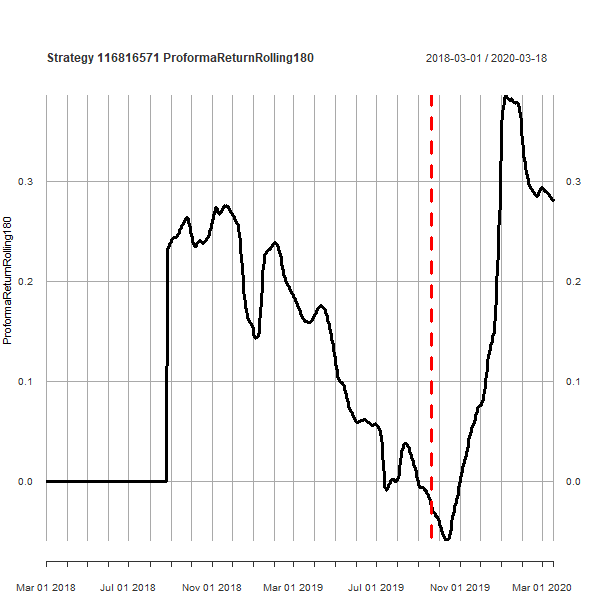 Strategy 116816571 ProformaReturnRolling180
2018-03-01 / 2020-03-18
ProformaReturnRolling180
0.3
0.3
0.2
0.2
0.1
0.1
0.0
0.0
Mar 01 2018
Jul 01 2018
Nov 01 2018
Mar 01 2019
Jul 01 2019
Nov 01 2019
Mar 01 2020